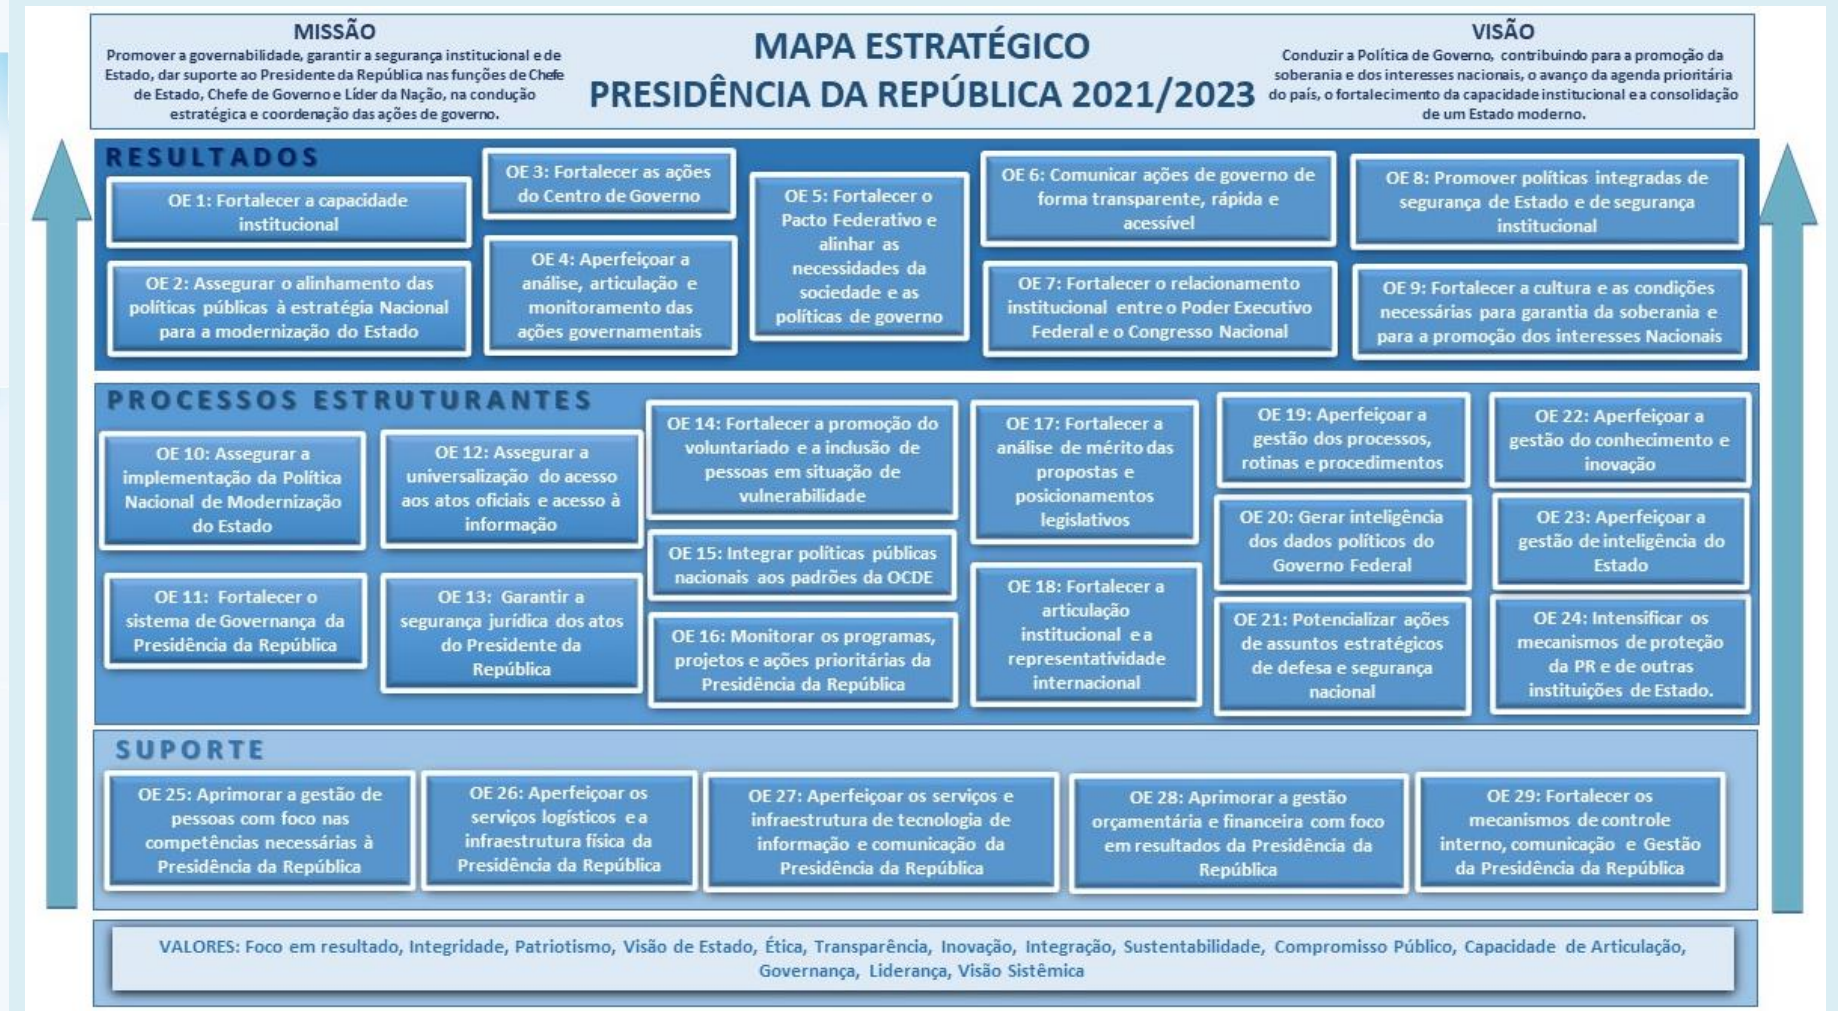 MISSÃO
Promover a governabilidade, garantir a segurança institucional e de
Estado, dar suporte ao Presidente da República nas funções de Chefe
de Estado, Chefe de Governo e Líder da Nação, na condução
estratégica e coordenação das ações de governo.
MAPA ESTRATÉGICO
PRESIDÊNCIA DA REPÚBLICA 2021/2023
VISÃO
Conduzir a Política de Governo, contribuindo para a promoção da
soberania e dos interesses nacionais, o avanço da agenda prioritária
do país, o fortalecimento da capacidade institucional e a consolidação
de um Estado moderno.
RESULTADOS
OE 1: Fortalecer a capacidade
institucional
OE 2: Assegurar o alinhamento das
políticas públicas à estratégia Nacional
para a modernização do Estado
OE 3: Fortalecer as ações
do Centro de Governo
OE 4: Aperfeiçoar a
análise, articulação e
monitoramento das
ações governamentais
OE 5: Fortalecer o
Pacto Federativo e
alinhar as
necessidades da
sociedade e as
políticas de governo
OE 6: Comunicar ações de governo de
forma transparente, rápida e
acessível
OE 7: Fortalecer o relacionamento
institucional entre o Poder Executivo
Federal e o Congresso Nacional
OE 8: Promover políticas integradas de
segurança de Estado e de segurança
institucional
OE 9: Fortalecer a cultura e as condições
necessárias para garantia da soberania e
para a promoção dos interesses Nacionais
PROCESSOS ESTRUTURANTES
OE 10: Assegurar a
implementação da Política
Nacional de Modernização
do Estado
OE 11: Fortalecer o
sistema de Governança da
Presidência da República
OE 12: Assegurar a
universalização do acesso
aos atos oficiais e acesso à
informação
OE 13: Garantir a
segurança jurídica dos atos
do Presidente da
República
OE 14: Fortalecer a promoção do
voluntariado e a inclusão de
pessoas em situação de
vulnerabilidade
OE 15: Integrar políticas públicas
nacionais aos padrões da OCDE
OE 16: Monitorar os programas,
projetos e ações prioritárias da
Presidência da República
OE 17: Fortalecer a
análise de mérito das
propostas e
posicionamentos
legislativos
OE 18: Fortalecer a
articulação
institucional e a
representatividade
internacional
OE 19: Aperfeiçoar a
gestão dos processos,
rotinas e procedimentos
OE 20: Gerar inteligência
dos dados políticos do
Governo Federal
OE 21: Potencializar ações
de assuntos estratégicos
de defesa e segurança
nacional
OE 22: Aperfeiçoar a
gestão do conhecimento e
inovação
OE 23: Aperfeiçoar a
gestão de inteligência do
Estado
OE 24: Intensificar os
mecanismos de proteção
da PR e de outras
instituições de Estado.
SUPORTE
OE 25: Aprimorar a gestão de
pessoas com foco nas
competências necessárias à
Presidência da República
OE 26: Aperfeiçoar os
serviços logísticos e a
infraestrutura física da
Presidência da República
OE 27: Aperfeiçoar os serviços e
infraestrutura de tecnologia de
informação e comunicação da
Presidência da República
OE 28: Aprimorar a gestão
orçamentária e financeira com foco
em resultados da Presidência da
República
OE 29: Fortalecer os
mecanismos de controle
interno, comunicação e Gestão
da Presidência da República
VALORES: Foco em resultado, Integridade, Patriotismo, Visão de Estado, Ética, Transparência, Inovação, Integração, Sustentabilidade, Compromisso Público, Capacidade de Articulação,
Governança, Liderança, Visão Sistêmica